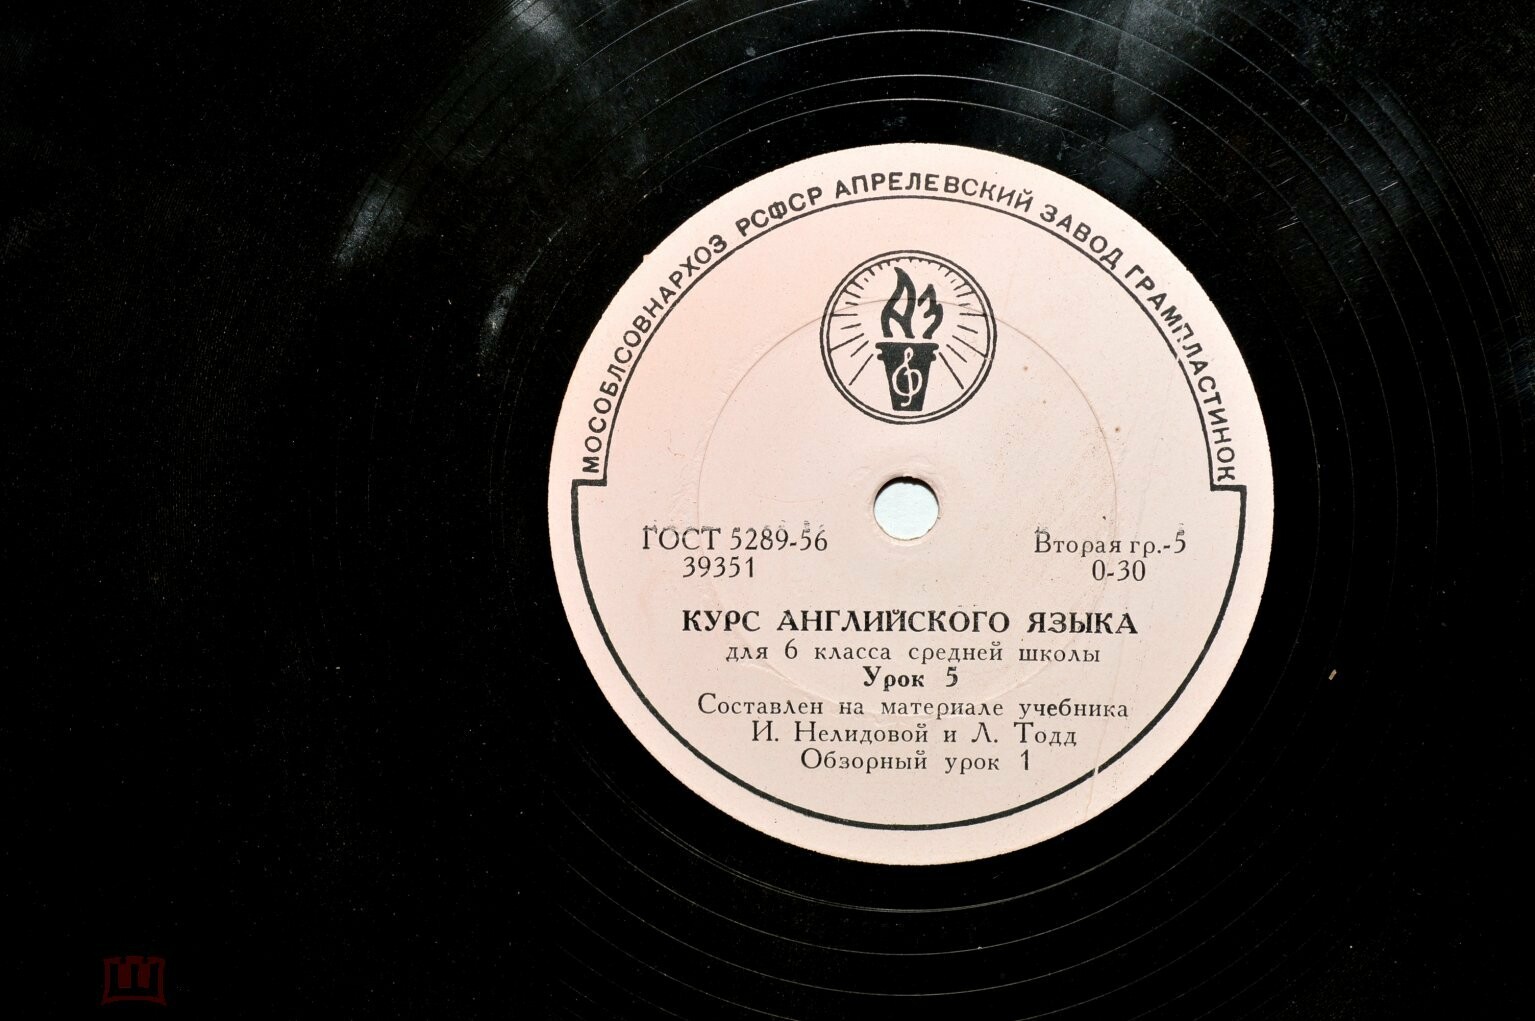 МОСОБЛСОВНАРХОЗ РСФСР АПРЕЛЕВСКИЙ ЗАВОД ГРАМПЛАСТИНОК
АЗ
ГОСТ 5289-56
39351
Вторая гр.-5
0-30
КУРС АНГЛИЙСКОГО ЯЗЫКА
для 6 класса средней школы
Урок 5
Составлен на материале учебника
И. Нелидовой и Л. Тодд
Обзорный урок 1